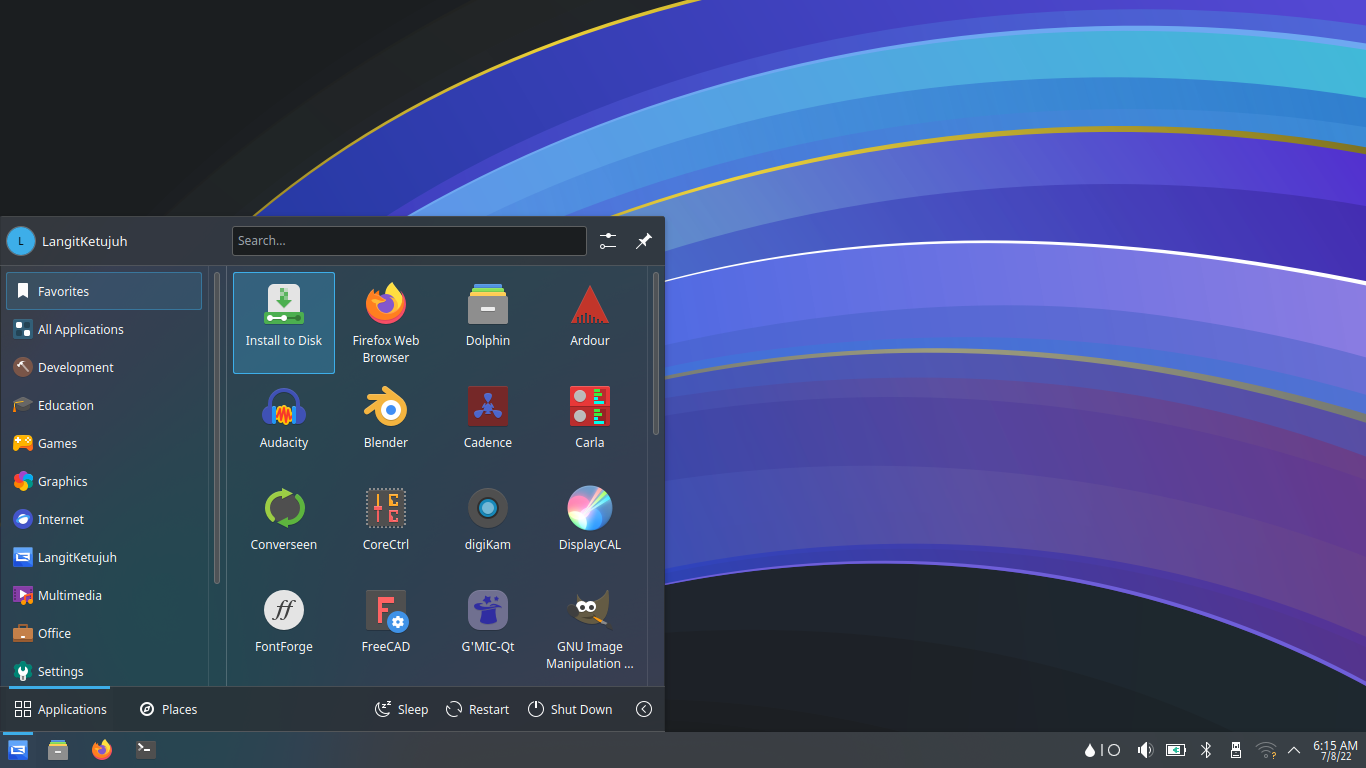 L
LangitKetujuh
Search...
Favorites
All Applications
Development
Education
Games
Graphics
Internet
LangitKetujuh
Multimedia
Office
Settings
Install to Disk
Firefox Web
Browser
Dolphin
Ardour
Audacity
Blender
Cadence
Carla
Converseen
CoreCtrl
digiKam
DisplayCAL
ff
FontForge
F
FreeCAD
G'MIC-Qt
GNU Image
Manipulation ...
Applications
Places
Sleep
Restart
Shut Down
6:15 AM
7/8/22